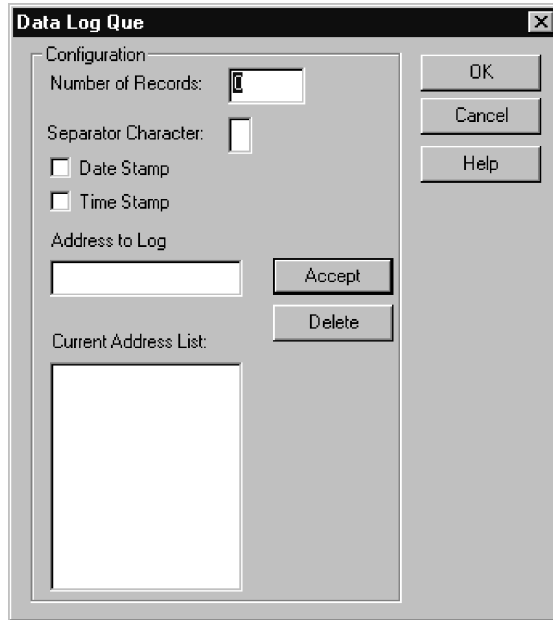 Data Log Que
Configuration
Number of Records: 0
OK
Cancel
Separator Character:
Help
Date Stamp
Time Stamp
Address to Log
Accept
Delete
Current Address List: